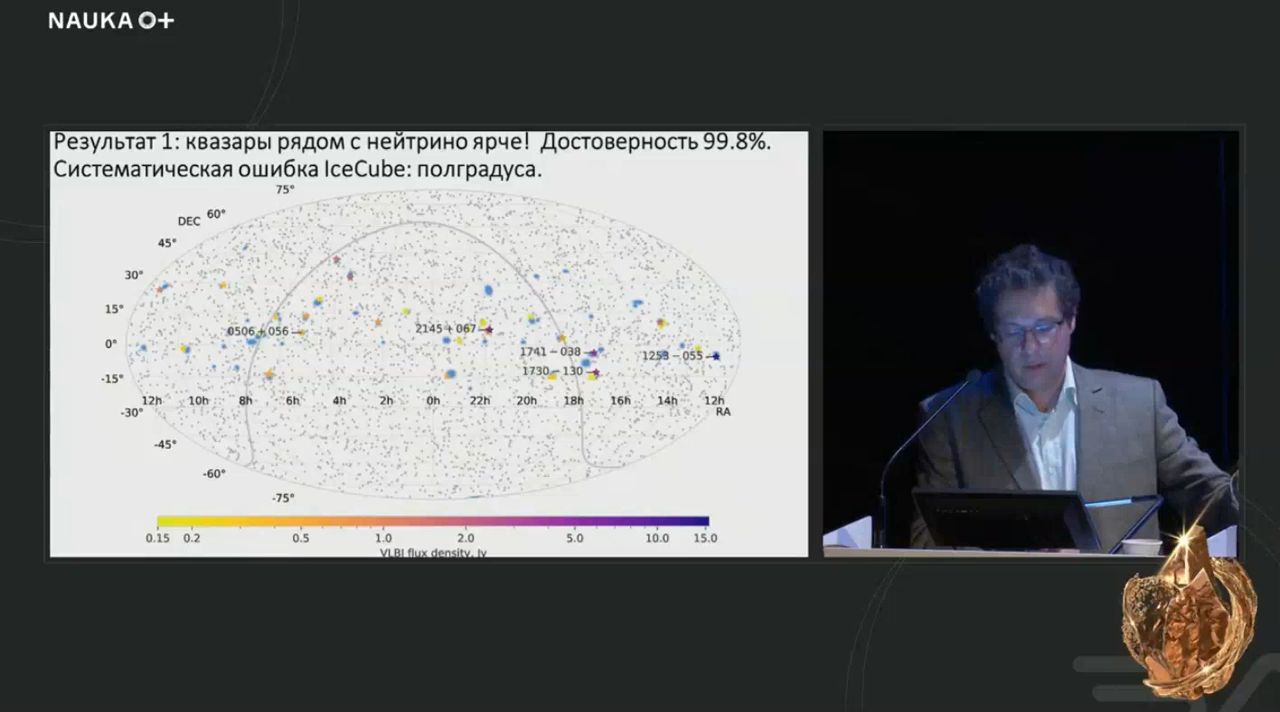 NAUKA O+
Результат 1: квазары рядом с нейтрино ярче! Достоверность 99.8%.
Систематическая ошибка IceCube: полградуса.
75°
DEC 60°
45°
30°
15°
0506 + 056
2145 + 067
0°
1741 − 038
1253 − 055
1730 − 130
-15°
12h 10h 8h 6h 4h 2h 0h 22h 20h 18h 16h 14h 12h
-30°
RA
-45°
-60°
-75°
0.15 0.2 0.5 1.0 2.0 5.0 10.0 15.0
VLBI flux density, Jy